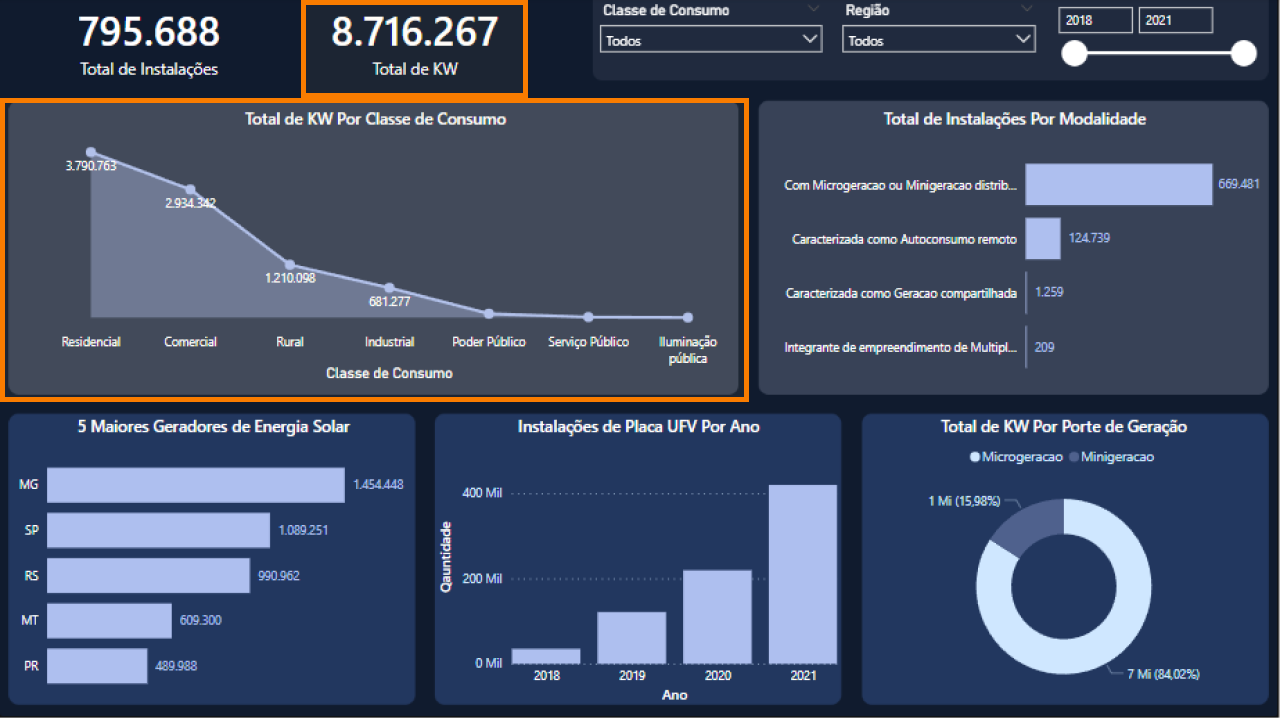 795.688
Total de Instalações
8.716.267
Total de KW
Classe de Consumo
Todos
Região
Todos
2018
2021
Total de KW Por Classe de Consumo
3.790.763
2.934.342
1.210.098
681.277
Residencial
Comercial
Rural
Industrial
Poder Público
Serviço Público
Iluminação
pública
Classe de Consumo
Total de Instalações Por Modalidade
Com Microgeracao ou Minigeracao distrib...
669.481
Caracterizada como Autoconsumo remoto
124.739
Caracterizada como Geracao compartilhada
1.259
Integrante de empreendimento de Multipl...
209
5 Maiores Geradores de Energia Solar
MG
1.454.448
SP
1.089.251
RS
990.962
MT
609.300
PR
489.988
Instalações de Placa UFV Por Ano
Qauntidade
400 Mil
200 Mil
0 Mil
2018
2019
2020
2021
Ano
Total de KW Por Porte de Geração
Microgeracao
Minigeracao
1 Mi (15,98%)
7 Mi (84,02%)